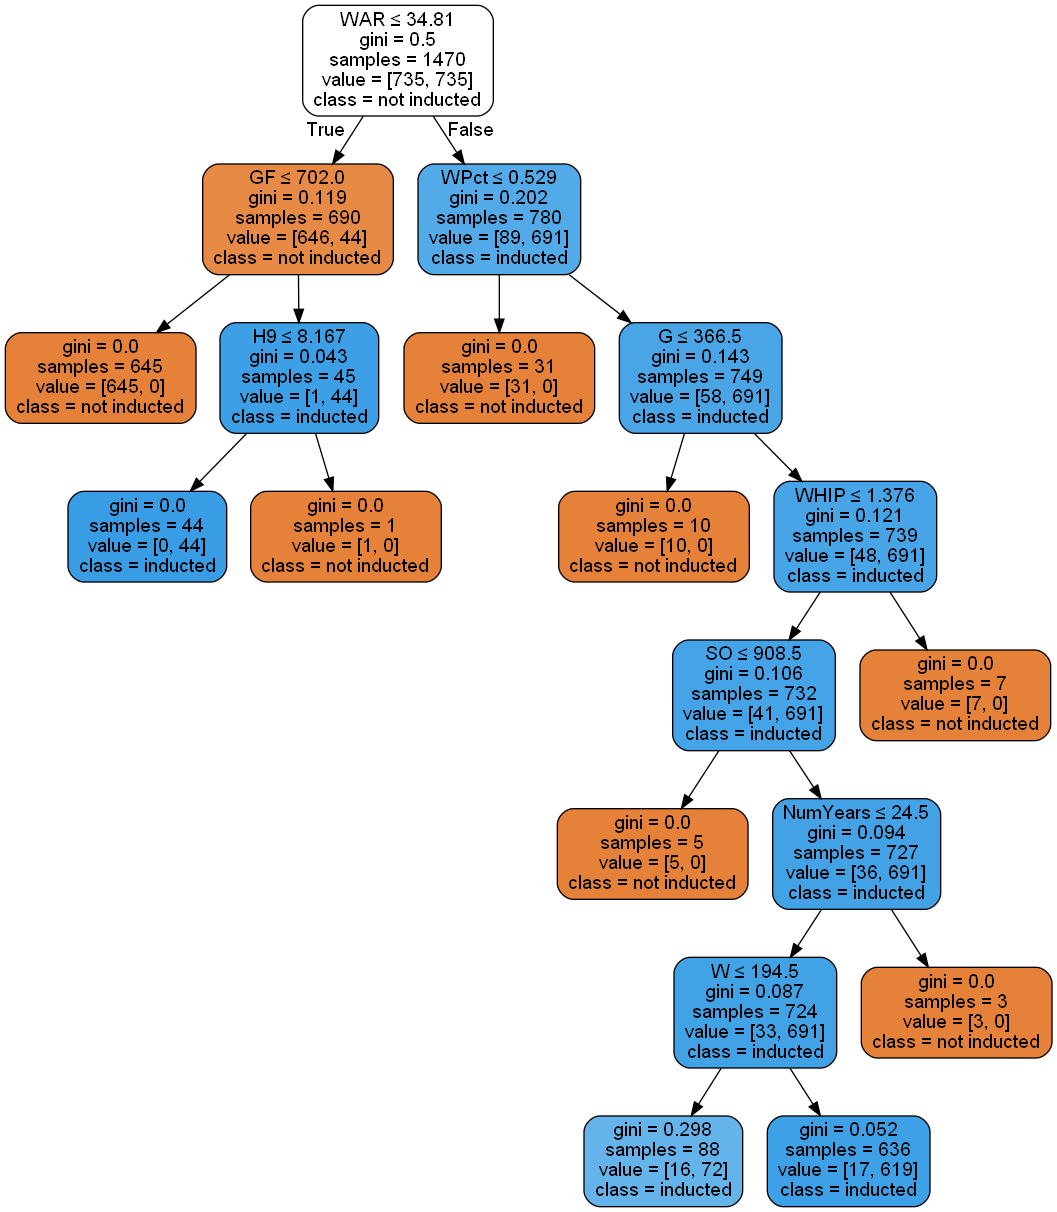 WAR ≤ 34.81
gini = 0.5
samples = 1470
value = [735, 735]
class = not inducted
True
False
GF ≤ 702.0
gini = 0.119
samples = 690
value = [646, 44]
class = not inducted
WPct ≤ 0.529
gini = 0.202
samples = 780
value = [89, 691]
class = inducted
gini = 0.0
samples = 645
value = [645, 0]
class = not inducted
H9 ≤ 8.167
gini = 0.043
samples = 45
value = [1, 44]
class = inducted
gini = 0.0
samples = 31
value = [31, 0]
class = not inducted
G ≤ 366.5
gini = 0.143
samples = 749
value = [58, 691]
class = inducted
gini = 0.0
samples = 44
value = [0, 44]
class = inducted
gini = 0.0
samples = 1
value = [1, 0]
class = not inducted
gini = 0.0
samples = 10
value = [10, 0]
class = not inducted
WHIP ≤ 1.376
gini = 0.121
samples = 739
value = [48, 691]
class = inducted
SO ≤ 908.5
gini = 0.106
samples = 732
value = [41, 691]
class = inducted
gini = 0.0
samples = 7
value = [7, 0]
class = not inducted
gini = 0.0
samples = 5
value = [5, 0]
class = not inducted
NumYears ≤ 24.5
gini = 0.094
samples = 727
value = [36, 691]
class = inducted
W ≤ 194.5
gini = 0.087
samples = 724
value = [33, 691]
class = inducted
gini = 0.0
samples = 3
value = [3, 0]
class = not inducted
gini = 0.298
samples = 88
value = [16, 72]
class = inducted
gini = 0.052
samples = 636
value = [17, 619]
class = inducted